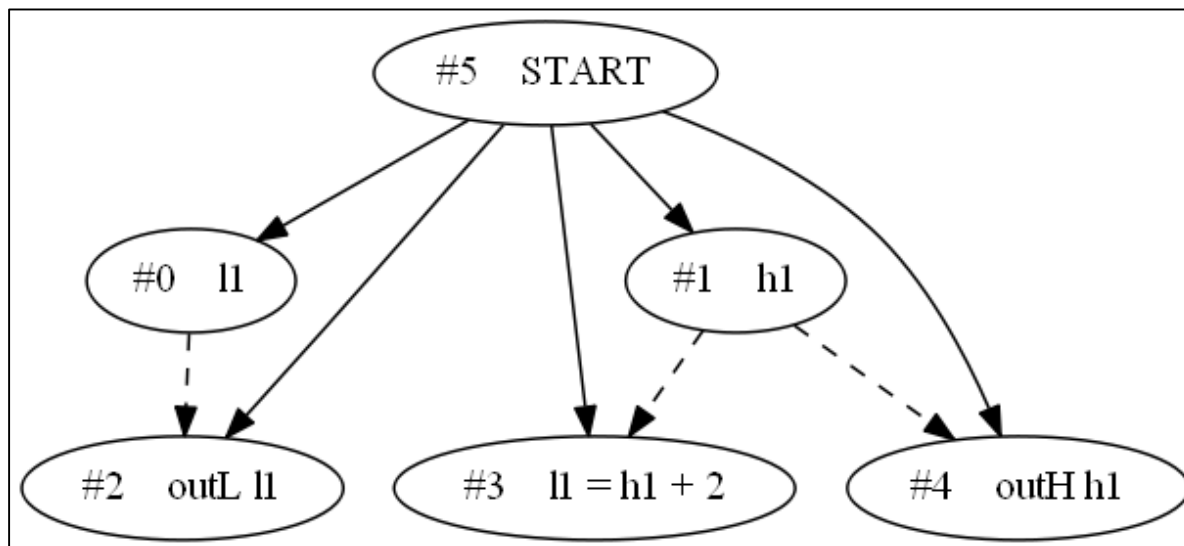 #5 START
#0 l1
#1 h1
#2 outL l1
#3 l1 = h1 + 2
#4 outH h1